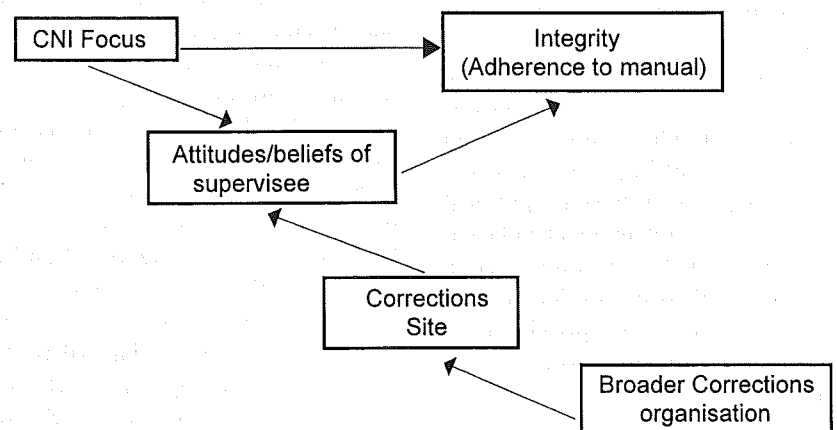 CNI Focus
Integrity
(Adherence to manual)
Attitudes/beliefs of
supervisee
Corrections
Site
Broader Corrections
organisation